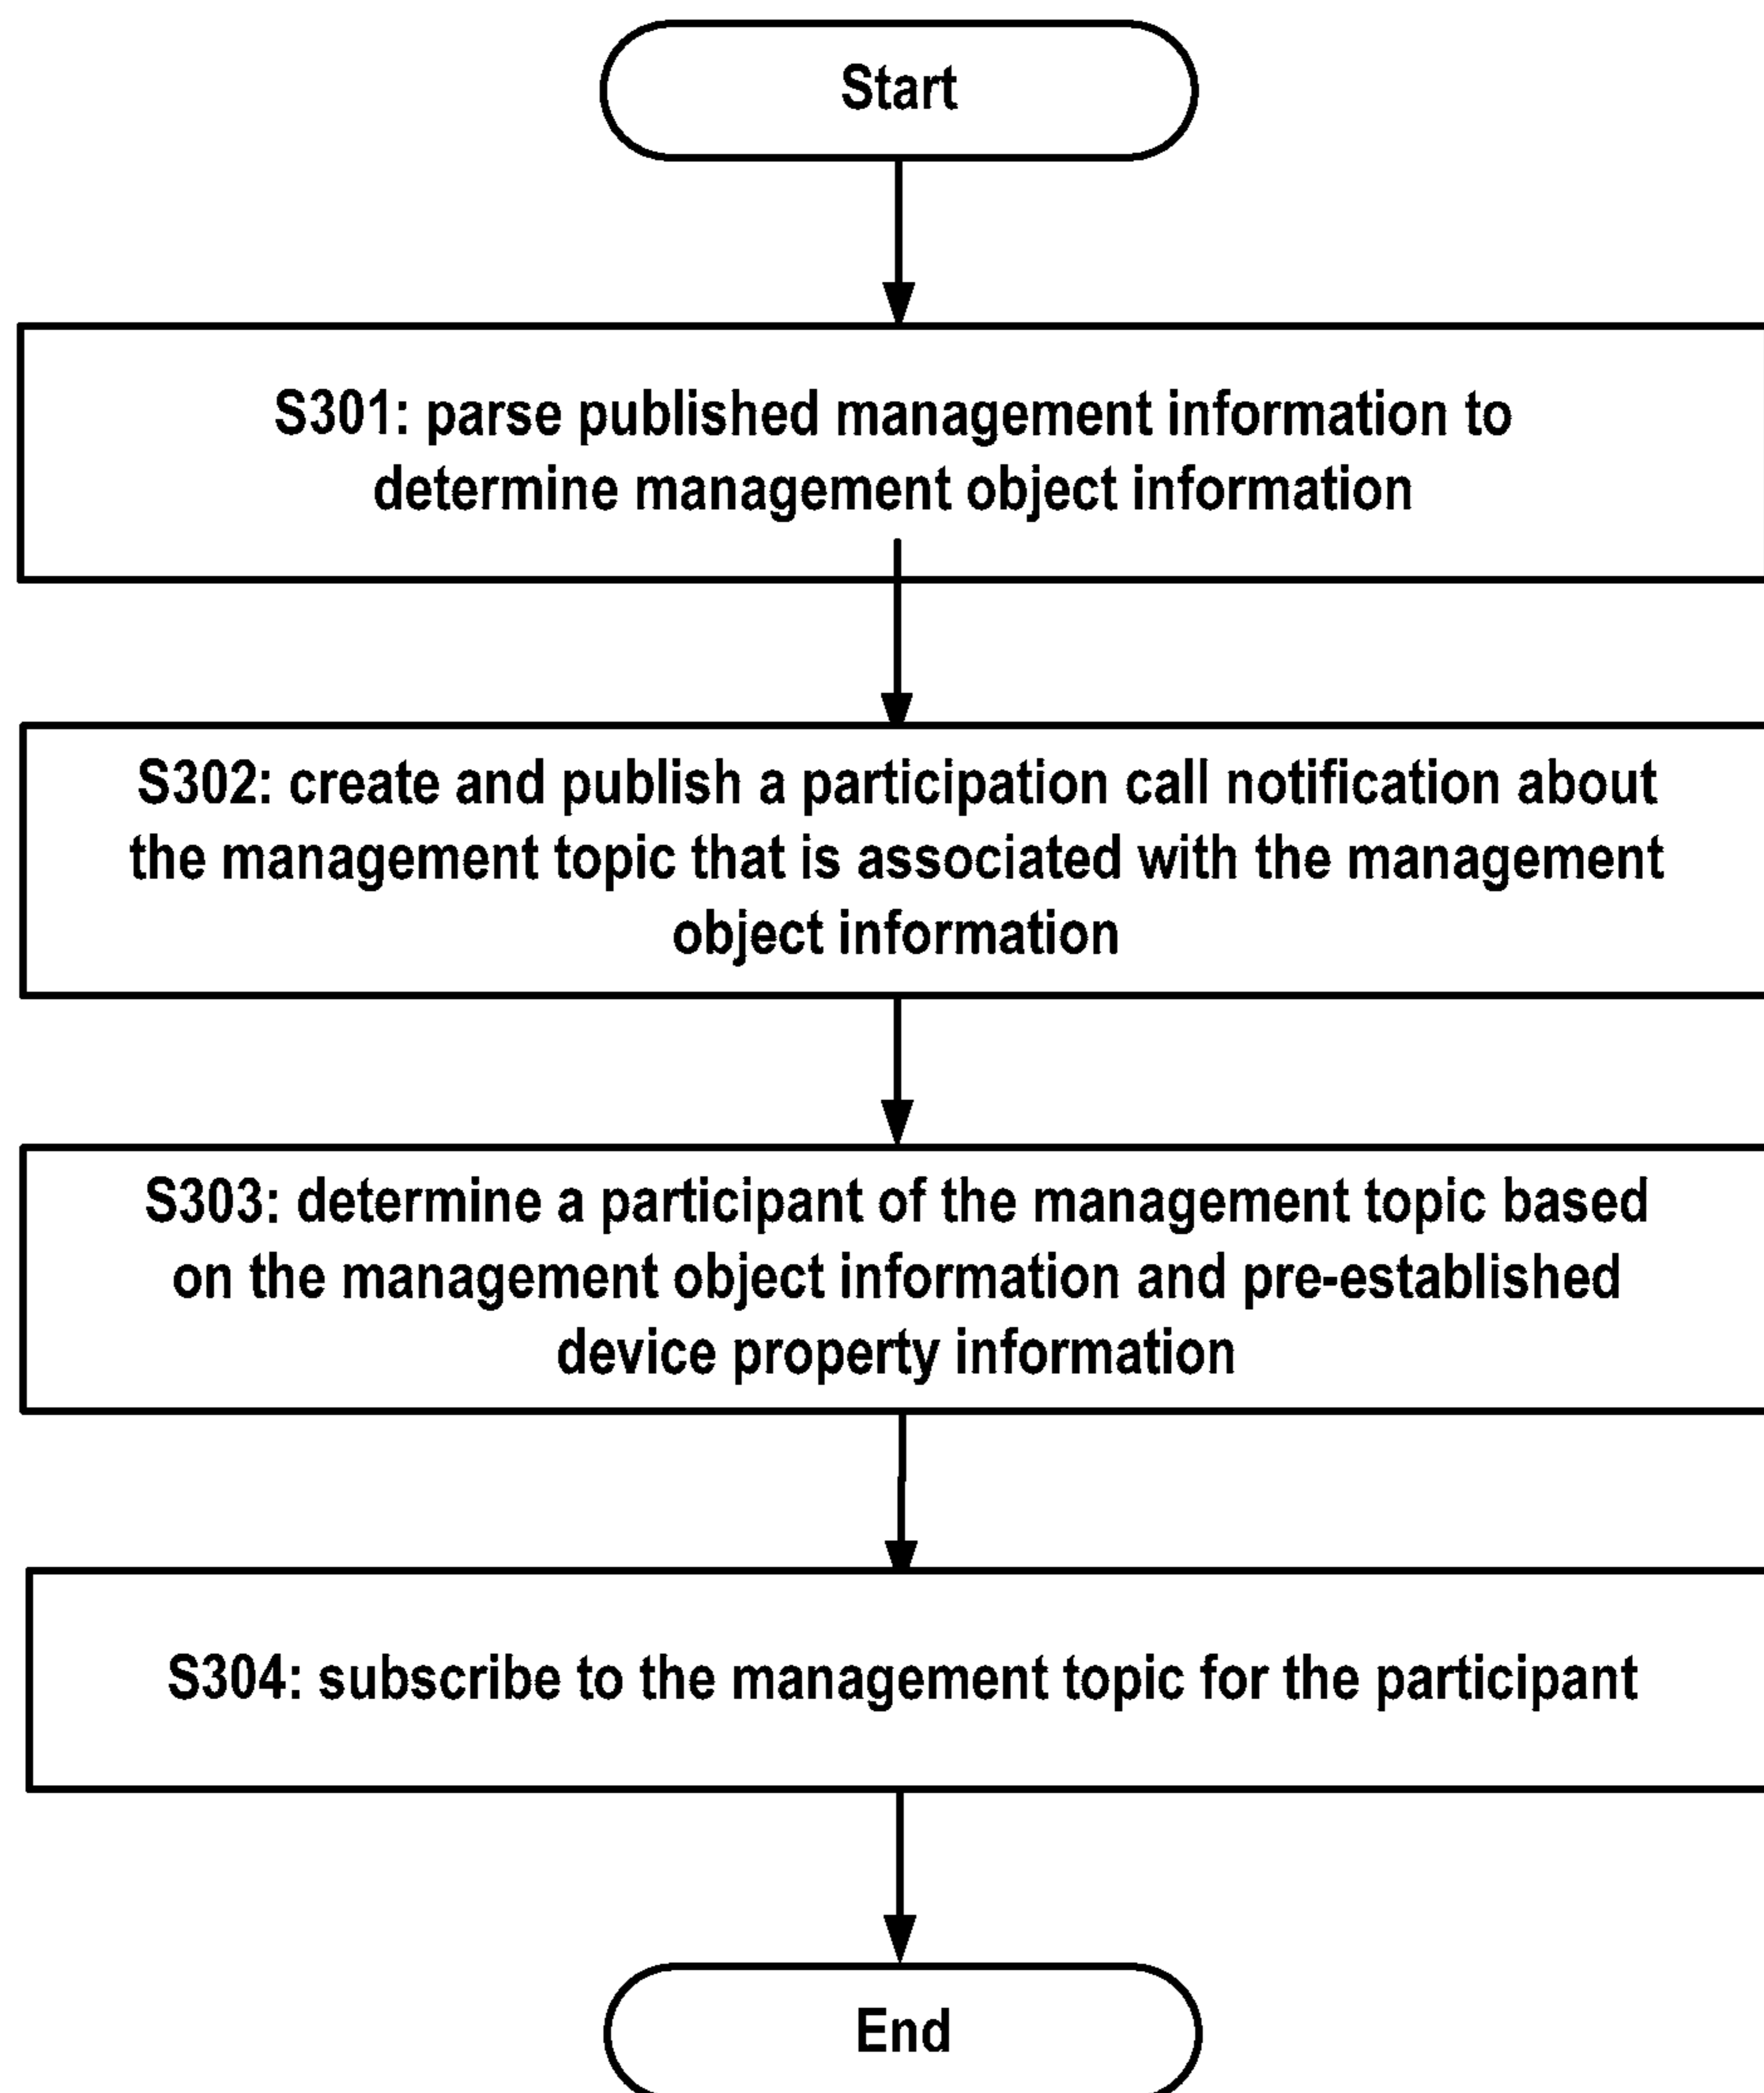 Start
S301: parse published management information to
determine management object information
S302: create and publish a participation call notification about
the management topic that is associated with the management
object information
S303: determine a participant of the management topic based
on the management object information and pre-established
device property information
S304: subscribe to the management topic for the participant
End